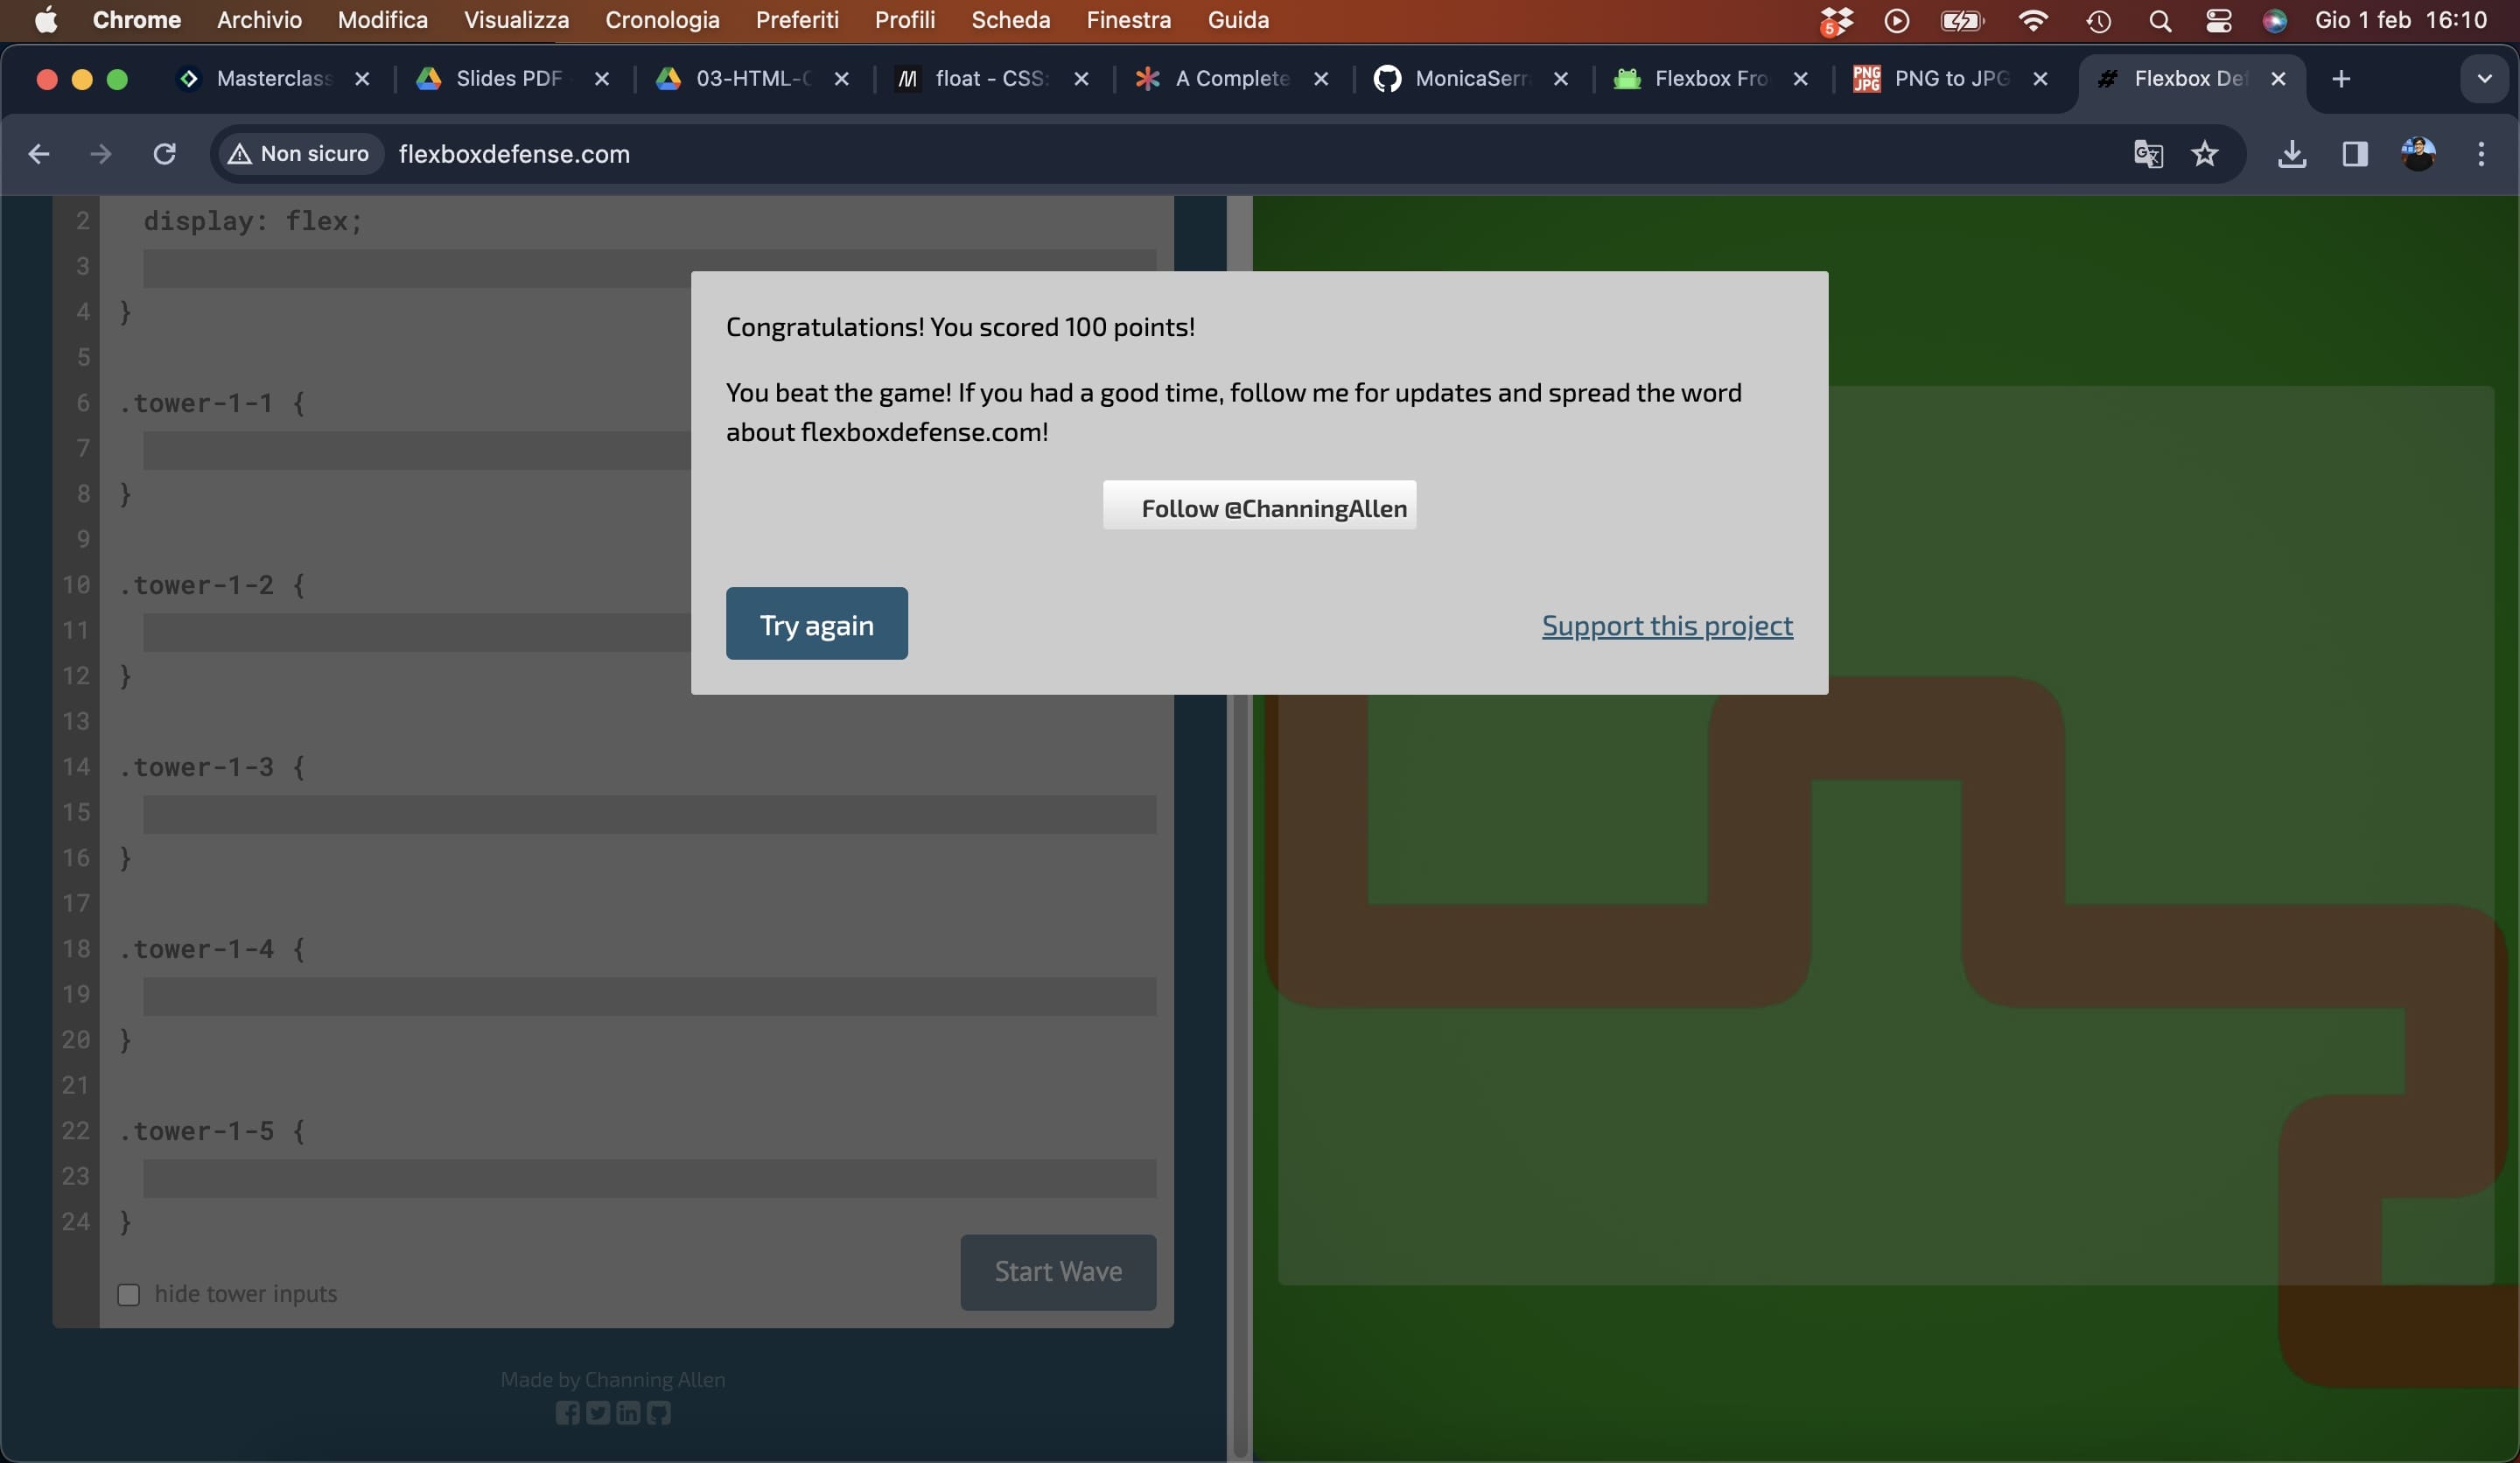 Chrome Archivio Modifica Visualizza Cronologia Preferiti Profili Scheda Finestra Guida 5 Gio 1 feb 16:10
Masterclass Slides PDF 03-HTML-C float - CSS: A Complete MonicaSerr Flexbox Fro PNG JPG PNG to JPG Flexbox Def
Non sicuro flexboxdefense.com
2 display: flex;
3
4 }
5
6 .tower-1-1 {
7
8 }
9
10 .tower-1-2 {
11
12 }
13
14 .tower-1-3 {
15
16 }
17
18 .tower-1-4 {
19
20 }
21
22 .tower-1-5 {
23
24 }
hide tower inputs
Start Wave
Made by Channing Allen
Congratulations! You scored 100 points!
You beat the game! If you had a good time, follow me for updates and spread the word
about flexboxdefense.com!
Follow @ChanningAllen
Try again
Support this project